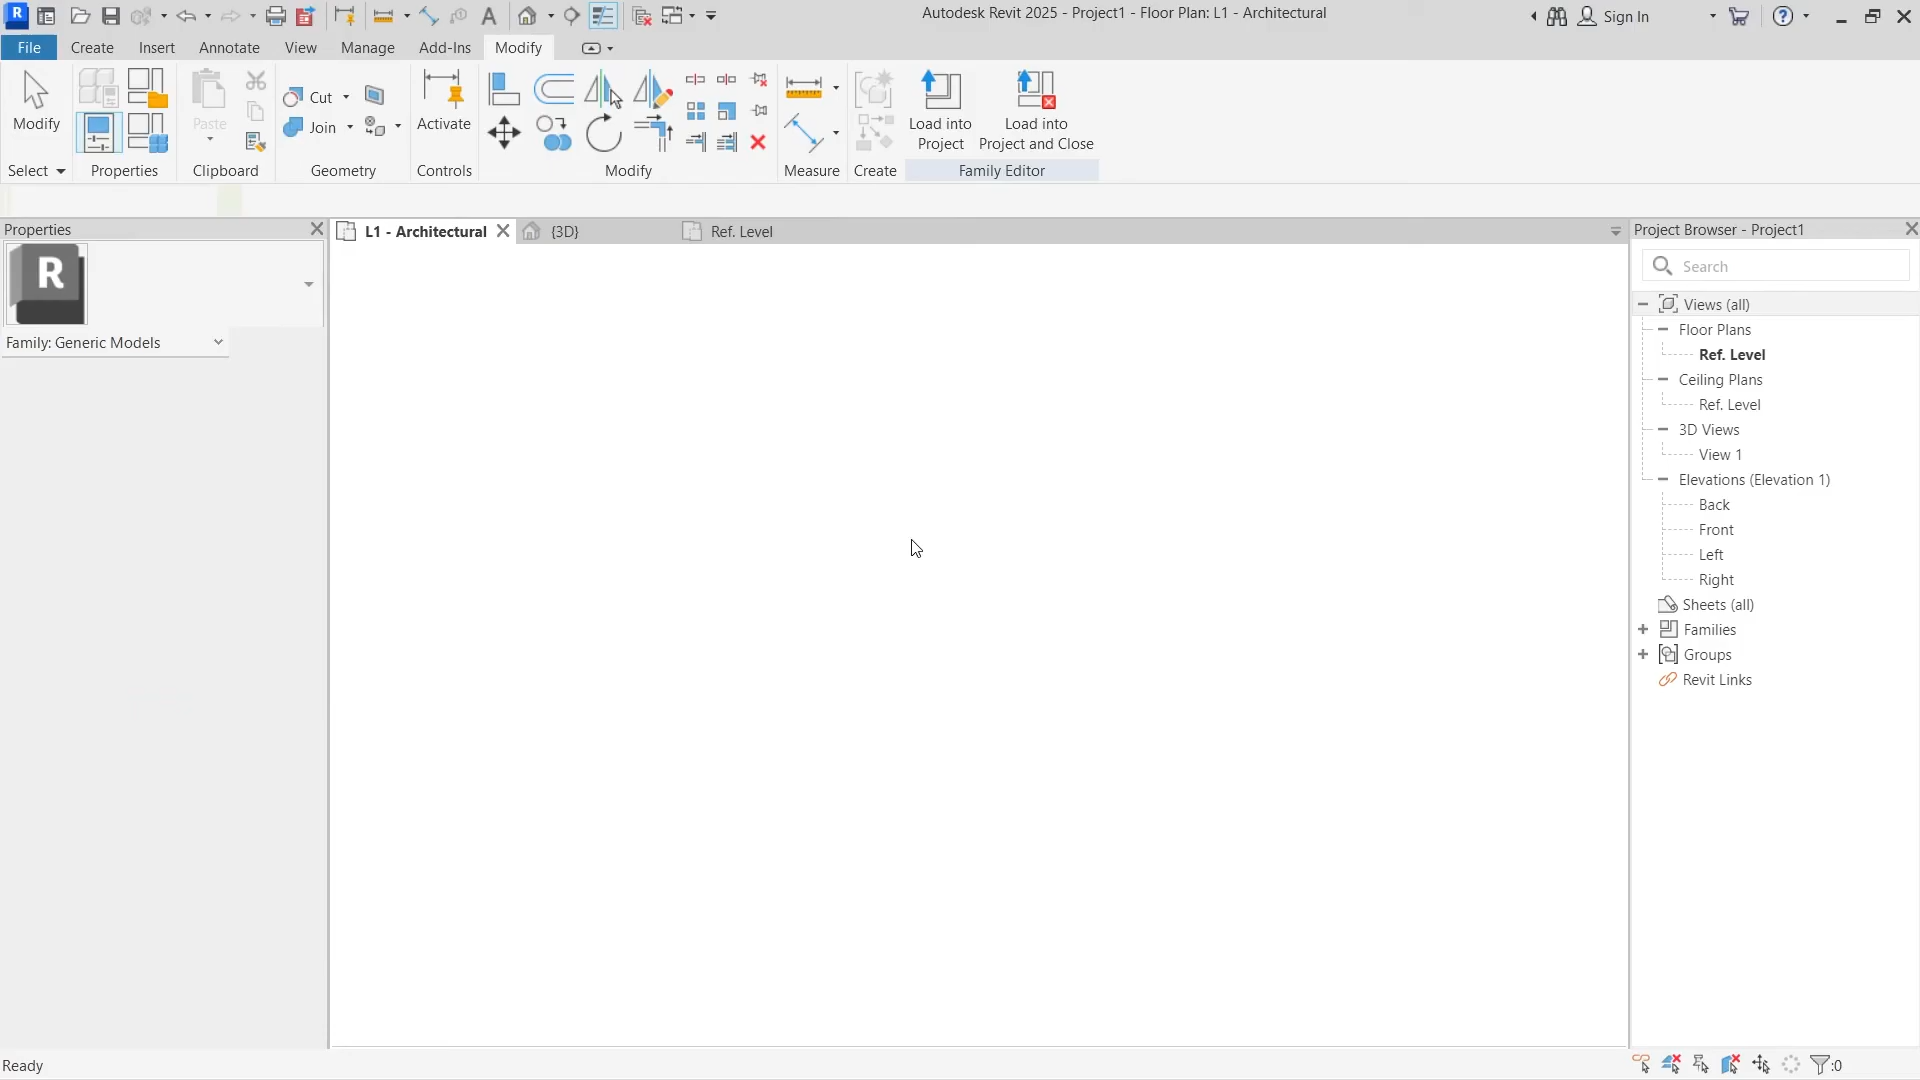 Autodesk Revit 2025 - Project1 - Floor Plan: L1 - Architectural
Sign In
File
Create
Insert
Annotate
View
Manage
Add-Ins
Modify
Modify
Paste
Cut
Join
Activate
Load into
Project
Load into
Project and Close
Select
Properties
Clipboard
Geometry
Controls
Modify
Measure
Create
Family Editor
Properties
R
Family: Generic Models
L1 - Architectural
{3D}
Ref. Level
Project Browser - Project1
Search
Views (all)
Floor Plans
Ref. Level
Ceiling Plans
Ref. Level
3D Views
View 1
Elevations (Elevation 1)
Back
Front
Left
Right
Sheets (all)
Families
Groups
Revit Links
Ready
:0